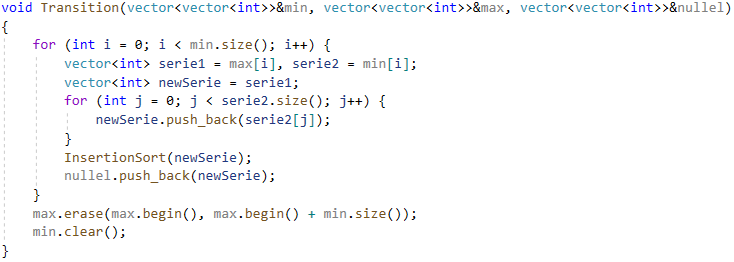 void Transition(vector<vector<int>>&min, vector<vector<int>>&max, vector<vector<int>>&nullel)
{
    for (int i = 0; i < min.size(); i++) {
        vector<int> serie1 = max[i], serie2 = min[i];
        vector<int> newSerie = serie1;
        for (int j = 0; j < serie2.size(); j++) {
            newSerie.push_back(serie2[j]);
        }
        InsertionSort(newSerie);
        nullel.push_back(newSerie);
    }
    max.erase(max.begin(), max.begin() + min.size());
    min.clear();
}